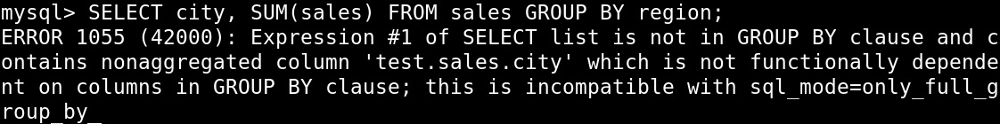 mysql> SELECT city, SUM(sales) FROM sales GROUP BY region;
ERROR 1055 (42000): Expression #1 of SELECT list is not in GROUP BY clause and c
ontains nonaggregated column 'test.sales.city' which is not functionally depende
nt on columns in GROUP BY clause; this is incompatible with sql_mode=only_full_g
roup_by_